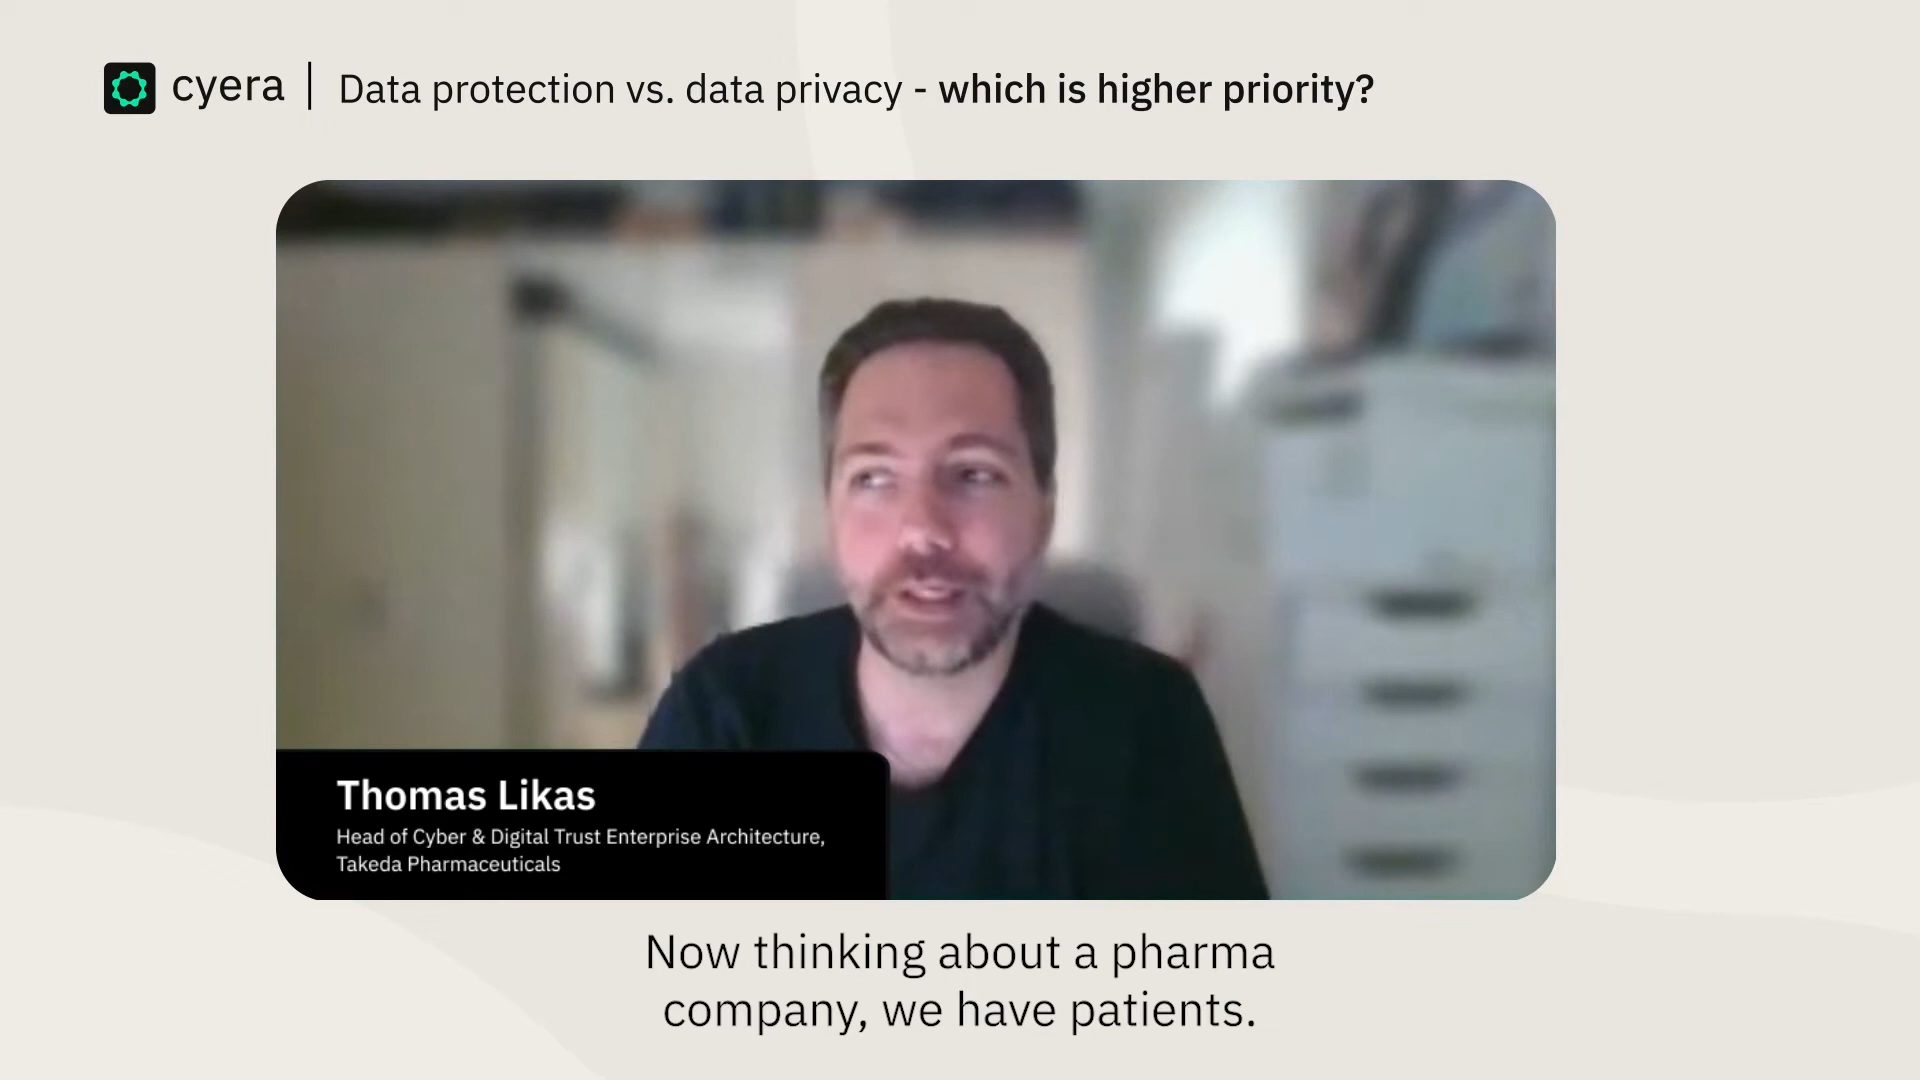 cyera | Data protection vs. data privacy - which is higher priority?
Thomas Likas
Head of Cyber & Digital Trust Enterprise Architecture,
Takeda Pharmaceuticals
Now thinking about a pharma
company, we have patients.